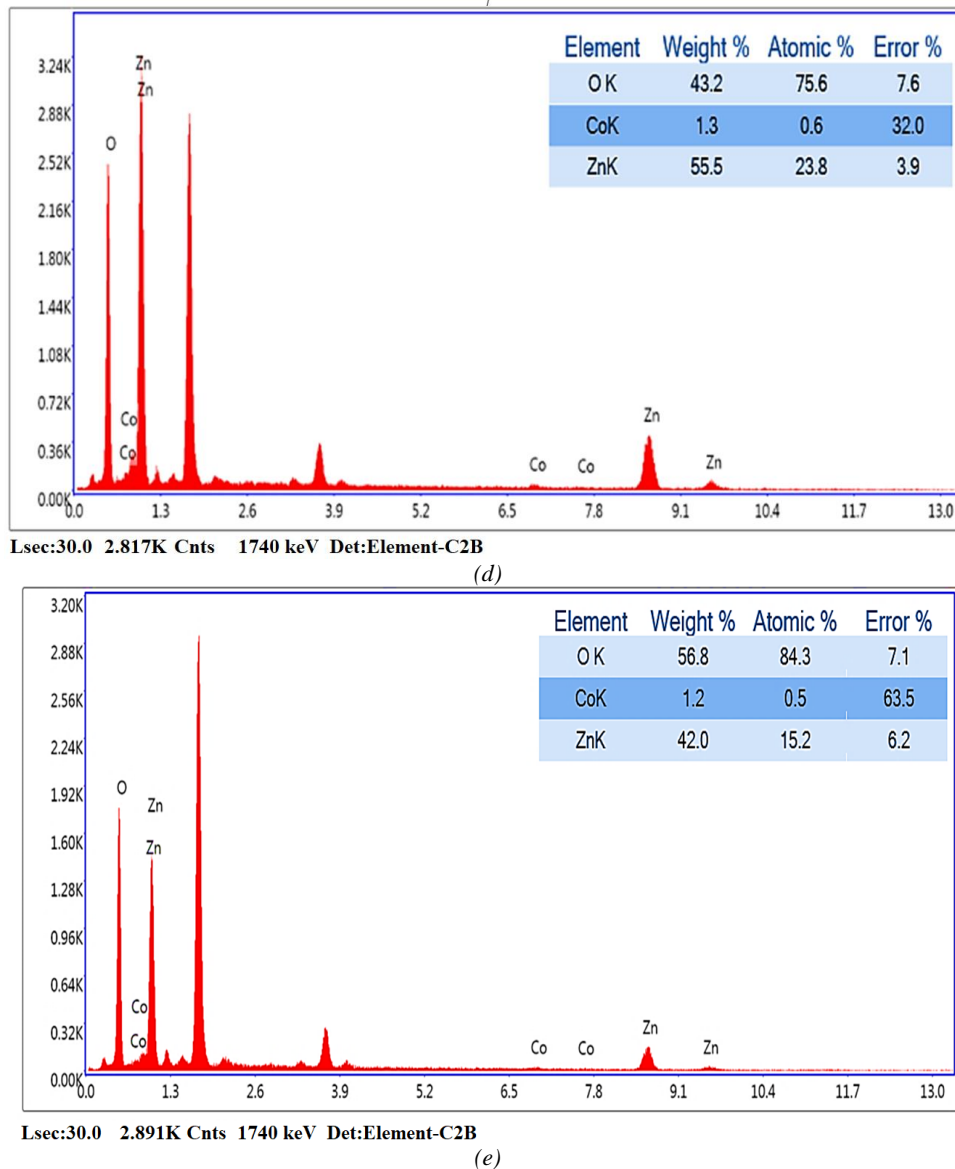 Element Weight % Atomic % Error %
O K 43.2 75.6 7.6
CoK 1.3 0.6 32.0
ZnK 55.5 23.8 3.9
3.24K
2.88K
2.52K
2.16K
1.80K
1.44K
1.08K
0.72K
0.36K
0.00K
O
Zn
Zn
Co
Co
Co
Co
Zn
Zn
0.0 1.3 2.6 3.9 5.2 6.5 7.8 9.1 10.4 11.7 13.0
Lsec:30.0 2.817K Cnts 1740 keV Det:Element-C2B
(d)
Element Weight % Atomic % Error %
O K 56.8 84.3 7.1
CoK 1.2 0.5 63.5
ZnK 42.0 15.2 6.2
3.20K
2.88K
2.56K
2.24K
1.92K
1.60K
1.28K
0.96K
0.64K
0.32K
0.00K
O
Zn
Zn
Co
Co
Co
Co
Zn
Zn
0.0 1.3 2.6 3.9 5.2 6.5 7.8 9.1 10.4 11.7 13.0
Lsec:30.0 2.891K Cnts 1740 keV Det:Element-C2B
(e)